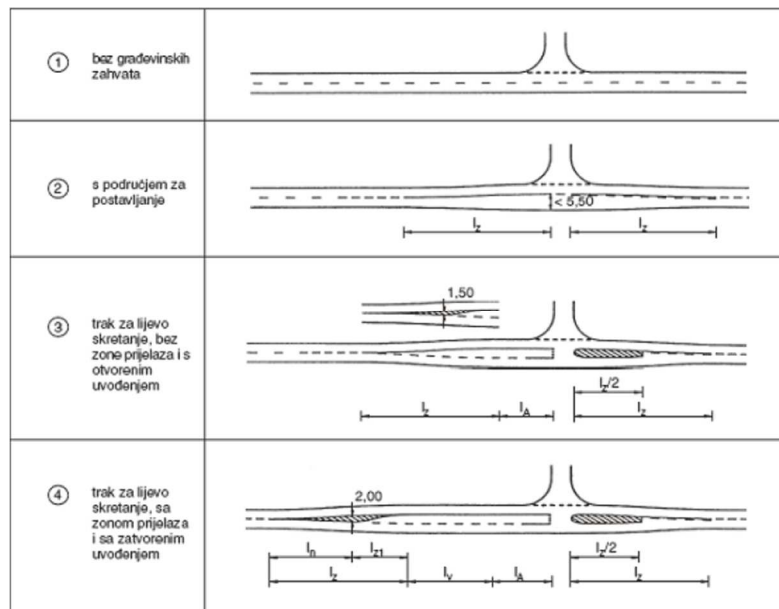 1
bez građevinskih
zahvata
2
s područjem za
postavljanje
< 5,50
lz
lz
3
trak za lijevo
skretanje, bez
zone prijelaza i s
otvorenim
uvođenjem
1,50
lz/2
lz
lA
lz
4
trak za lijevo
skretanje, sa
zonom prijelaza
i sa zatvorenim
uvođenjem
2,00
ln
lz1
lz/2
lz
lv
lA
lz